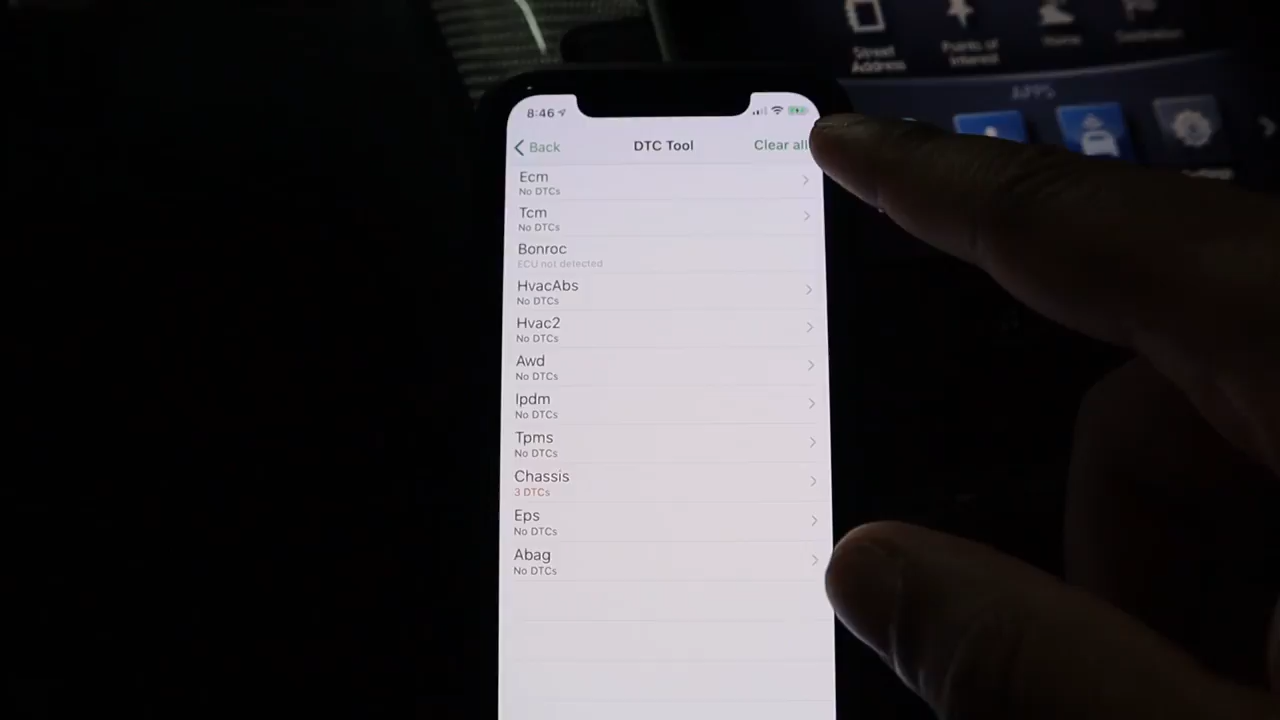 Street
Address
Points of
Interest
Home
APPS
8:46
Back
DTC Tool
Clear all
Ecm
No DTCs
Tcm
No DTCs
Bonroc
ECU not detected
HvacAbs
No DTCs
Hvac2
No DTCs
Awd
No DTCs
Ipdm
No DTCs
Tpms
No DTCs
Chassis
3 DTCs
Eps
No DTCs
Abag
No DTCs